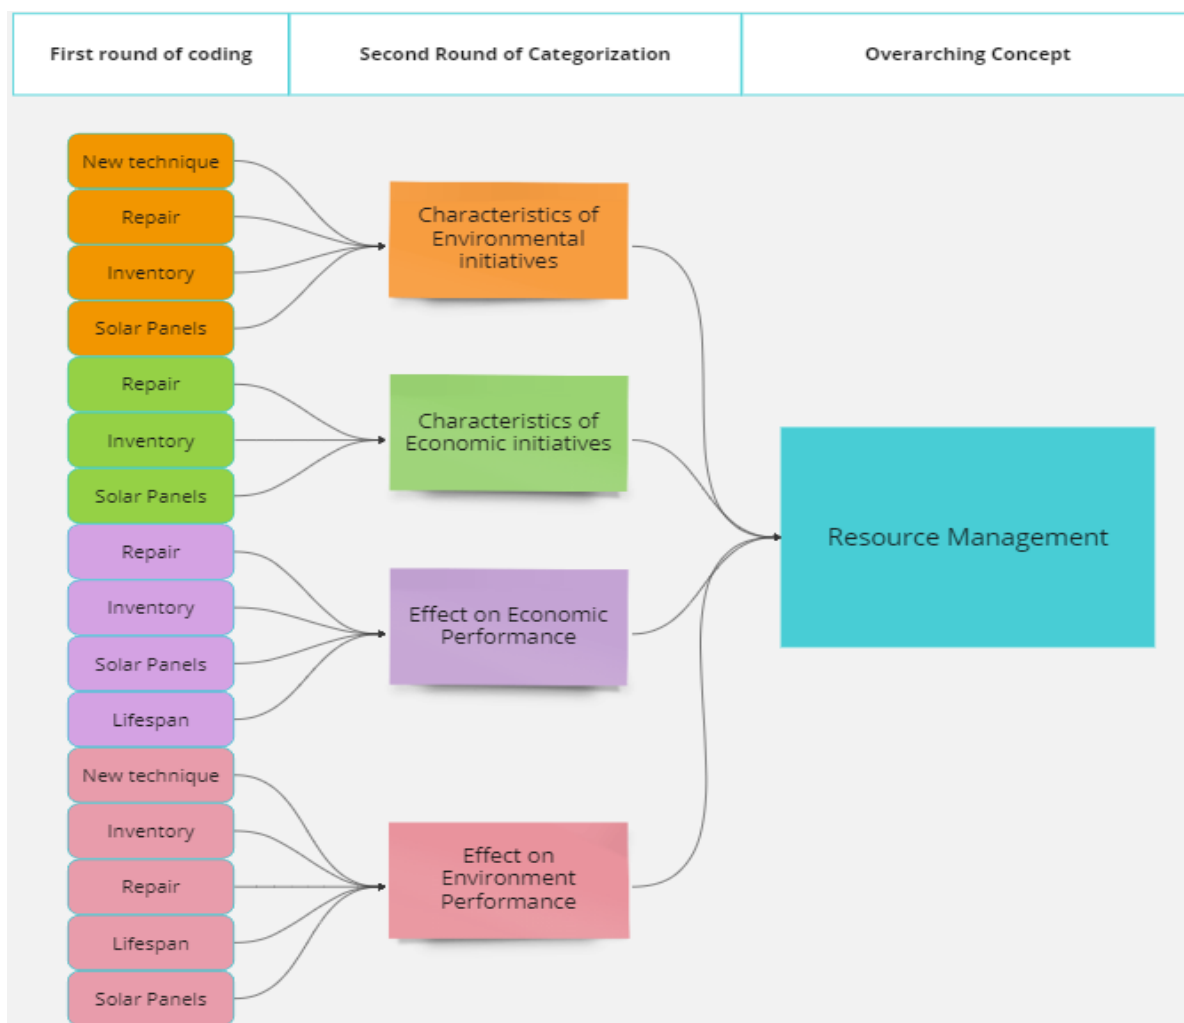 First round of coding
Second Round of Categorization
Overarching Concept
New technique
Repair
Inventory
Solar Panels
Characteristics of
Environmental
initiatives
Repair
Inventory
Solar Panels
Characteristics of
Economic initiatives
Repair
Inventory
Solar Panels
Lifespan
Effect on Economic
Performance
New technique
Inventory
Repair
Lifespan
Solar Panels
Effect on
Environment
Performance
Resource Management